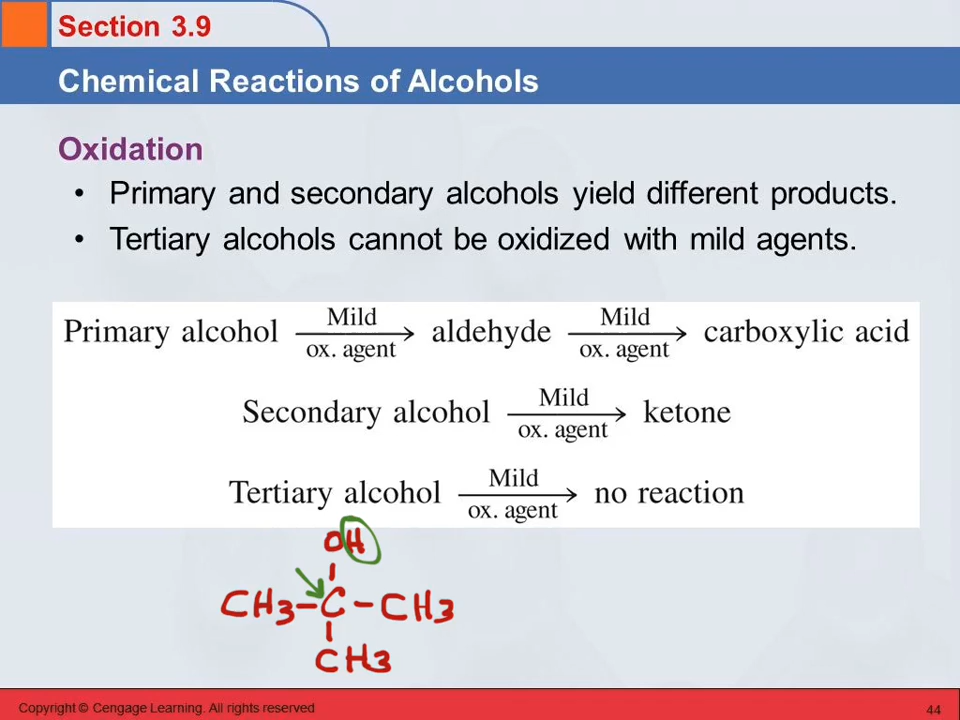 Section 3.9
Chemical Reactions of Alcohols
Oxidation
• Primary and secondary alcohols yield different products.
• Tertiary alcohols cannot be oxidized with mild agents.
Primary alcohol Mild ox. agent → aldehyde Mild ox. agent → carboxylic acid
Secondary alcohol Mild ox. agent → ketone
Tertiary alcohol Mild ox. agent → no reaction
OH
CH3-C-CH3
CH3
Copyright © Cengage Learning. All rights reserved
44